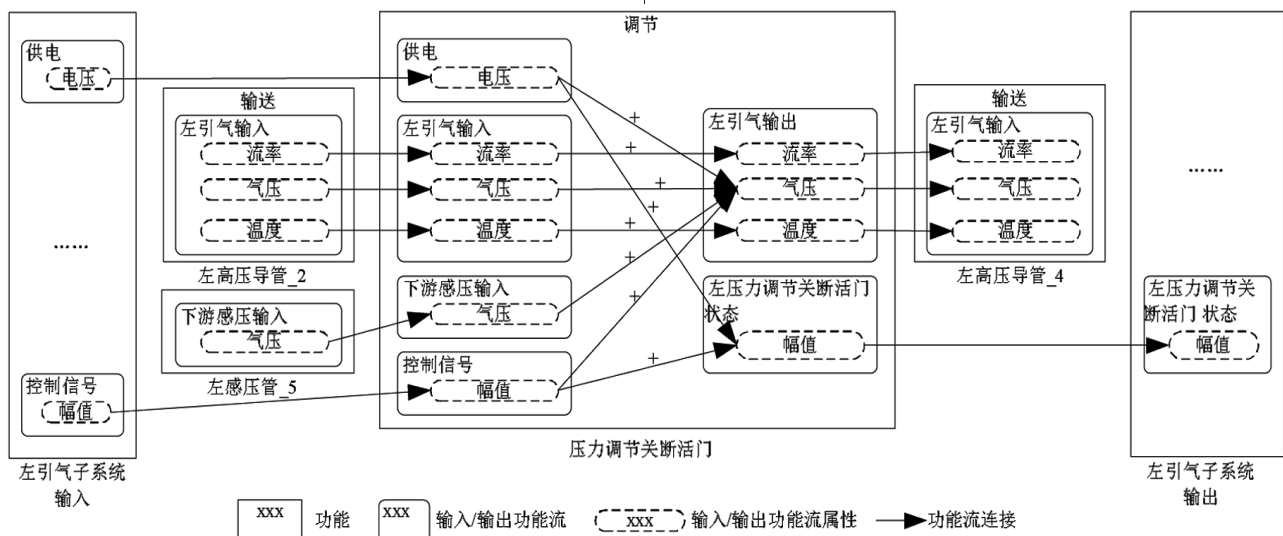 调节
供电
电压
……
控制信号
幅值
左引气子系统
输入
输送
左引气输入
流率
气压
温度
左高压导管_2
下游感压输入
气压
左感压管_5
供电
电压
左引气输入
流率
气压
温度
下游感压输入
气压
控制信号
幅值
+
+
+
+
+
+
+
+
左引气输出
流率
气压
温度
左压力调节关断活门
状态
幅值
压力调节关断活门
输送
左引气输入
流率
气压
温度
左高压导管_4
……
左压力调节关
断活门 状态
幅值
左引气子系统
输出
xxx 功能 xxx 输入/输出功能流 xxx 输入/输出功能流属性 功能流连接